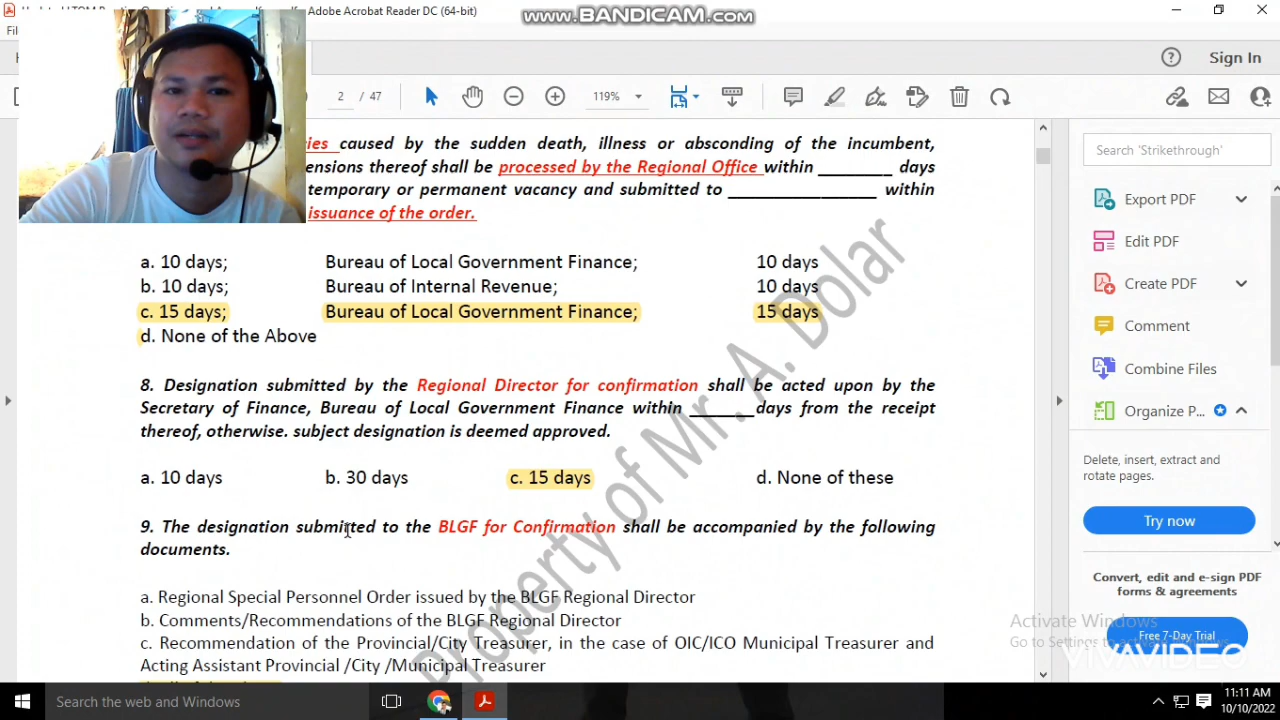 Adobe Acrobat Reader DC (64-bit)
www.BANDICAM.com
Sign In
2 / 47
119%
caused by the sudden death, illness or absconding of the incumbent,
thereof shall be processed by the Regional Office within ________ days
temporary or permanent vacancy and submitted to ________________ within
issuance of the order.
a. 10 days; Bureau of Local Government Finance; 10 days
b. 10 days; Bureau of Internal Revenue; 10 days
c. 15 days; Bureau of Local Government Finance; 15 days
d. None of the Above
8. Designation submitted by the Regional Director for confirmation shall be acted upon by the
Secretary of Finance, Bureau of Local Government Finance within _______days from the receipt
thereof, otherwise. subject designation is deemed approved.
a. 10 days b. 30 days c. 15 days d. None of these
9. The designation submitted to the BLGF for Confirmation shall be accompanied by the following
documents.
a. Regional Special Personnel Order issued by the BLGF Regional Director
b. Comments/Recommendations of the BLGF Regional Director
c. Recommendation of the Provincial/City Treasurer, in the case of OIC/ICO Municipal Treasurer and
Acting Assistant Provincial /City /Municipal Treasurer
Property of Mr. A. Dolar
Search 'Strikethrough'
Export PDF
Edit PDF
Create PDF
Comment
Combine Files
Organize P...
Delete, insert, extract and
rotate pages.
Try now
Convert, edit and e-sign PDF
forms & agreements
Free 7-Day Trial
Activate Windows
Go to Settings to activate Windows.
VIVAVIDEO
Search the web and Windows
11:11 AM
10/10/2022